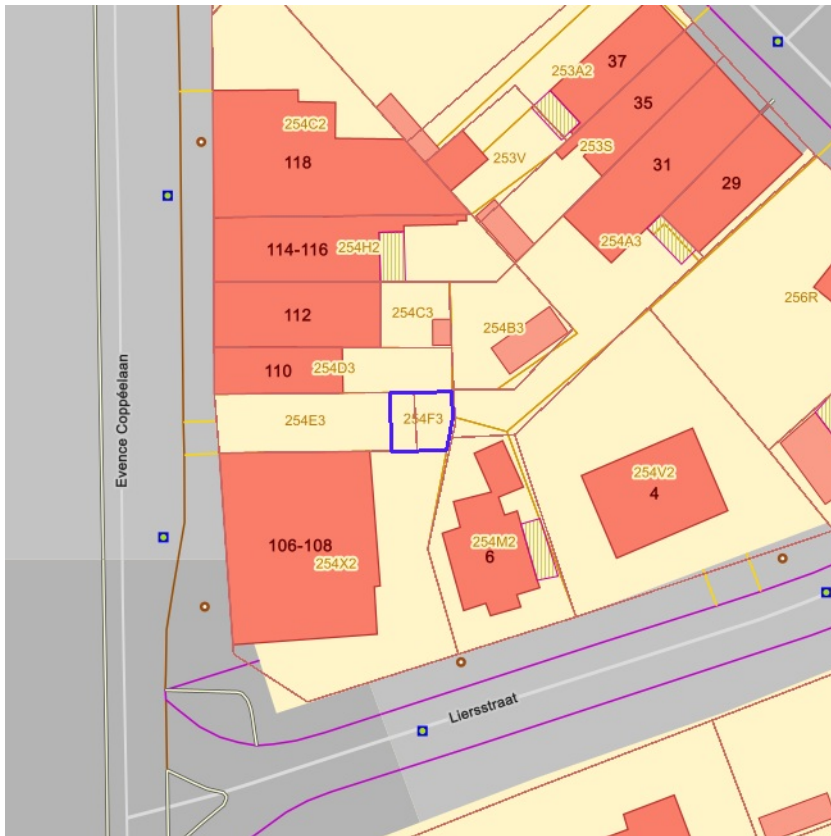 253A2
37
35
254C2
253V
253S
118
31
29
254A3
114-116
254H2
256R
112
254C3
254B3
110
254D3
254E3
254F3
Evence Coppéelaan
254V2
4
106-108
254X2
254M2
6
Liersstraat